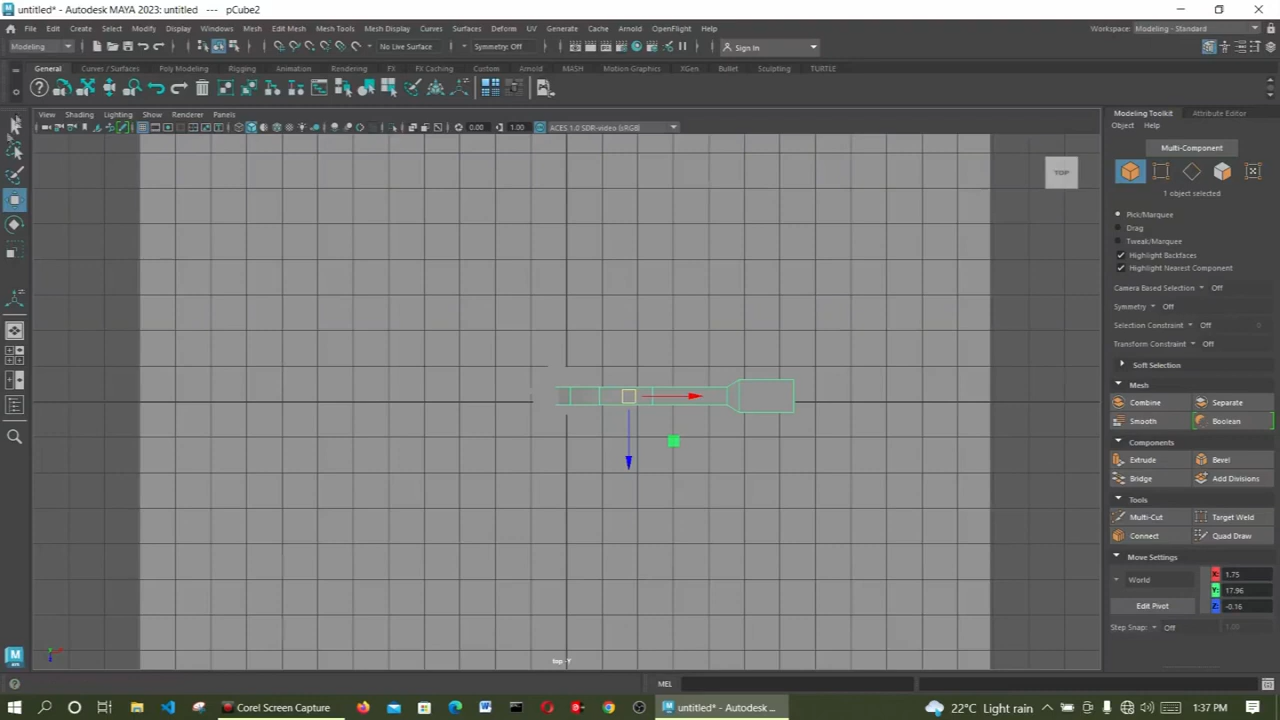 untitled* - Autodesk MAYA 2023: untitled   ---   pCube2
File Edit Create Select Modify Display Windows Mesh Edit Mesh Mesh Tools Mesh Display Curves Surfaces Deform UV Generate Cache Arnold OpenFlight Help
Workspace: Modeling - Standard
Modeling No Live Surface Symmetry: Off Sign In
General Curves / Surfaces Poly Modeling Rigging Animation Rendering FX FX Caching Custom Arnold MASH Motion-Graphics XGen Bullet Sculpting TURTLE
View Shading Lighting Show Renderer Panels
Modeling Toolkit Attribute Editor
Object Help
0.00 1.00 ACES 1.0 SDR-video (sRGB)
Multi-Component
TOP
1 object selected
Pick/Marquee
Drag
Tweak/Marquee
Highlight Backfaces
Highlight Nearest Component
Camera Based Selection Off
Symmetry Off
Selection Constraint Off 0
Transform Constraint Off
Soft Selection
Mesh
Combine Separate
Smooth Boolean
Components
Extrude Bevel
Bridge Add Divisions
Tools
Multi-Cut Target Weld
Connect Quad Draw
Move Settings
World
X: 1.75
Y: 17.96
Z: -0.16
Edit Pivot
Step Snap: Off 1.00
top -Y
MEL
Corel Screen Capture
untitled* - Autodesk ...
22°C Light rain
ENG
1:37 PM